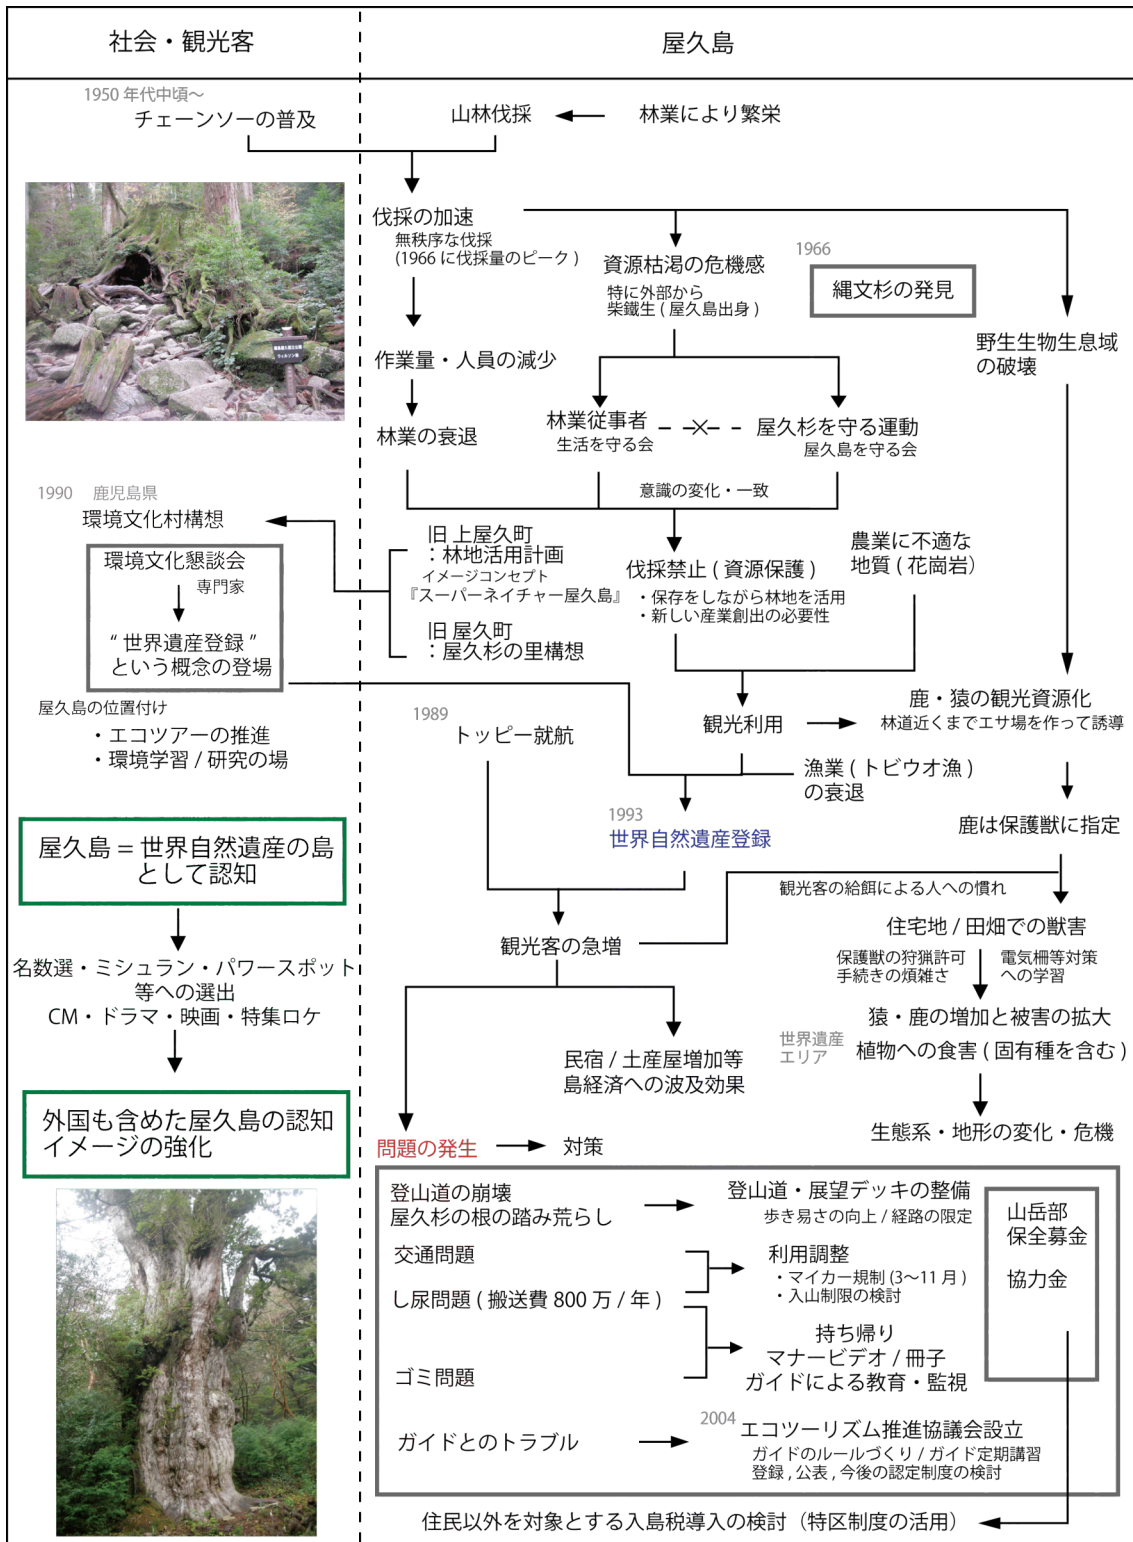 社会・観光客
屋久島
1950 年代中頃～
チェーンソーの普及
山林伐採
林業により繁栄
伐採の加速
無秩序な伐採
(1966 に伐採量のピーク )
資源枯渇の危機感
特に外部から
柴鐵生 ( 屋久島出身 )
1966
縄文杉の発見
野生生物生息域
の破壊
作業量・人員の減少
林業の衰退
林業従事者
生活を守る会
屋久杉を守る運動
屋久島を守る会
意識の変化・一致
1990 鹿児島県
環境文化村構想
環境文化懇談会
専門家
“ 世界遺産登録 ”
という概念の登場
旧 上屋久町
：林地活用計画
イメージコンセプト
『スーパーネイチャー屋久島』
旧 屋久町
：屋久杉の里構想
伐採禁止 ( 資源保護 )
・保存をしながら林地を活用
・新しい産業創出の必要性
農業に不適な
地質 ( 花崗岩）
屋久島の位置付け
・エコツアーの推進
・環境学習 / 研究の場
1989
トッピー就航
観光利用
鹿・猿の観光資源化
林道近くまでエサ場を作って誘導
漁業 ( トビウオ漁 )
の衰退
1993
世界自然遺産登録
鹿は保護獣に指定
屋久島 = 世界自然遺産の島
として認知
観光客の給餌による人への慣れ
観光客の急増
住宅地 / 田畑での獣害
保護獣の狩猟許可
手続きの煩雑さ
電気柵等対策
への学習
名数選・ミシュラン・パワースポット
等への選出
CM・ドラマ・映画・特集ロケ
猿・鹿の増加と被害の拡大
世界遺産
エリア
植物への食害 ( 固有種を含む )
民宿 / 土産屋増加等
島経済への波及効果
外国も含めた屋久島の認知
イメージの強化
生態系・地形の変化・危機
問題の発生
対策
登山道の崩壊
屋久杉の根の踏み荒らし
登山道・展望デッキの整備
歩き易さの向上 / 経路の限定
山岳部
保全募金
協力金
交通問題
利用調整
・マイカー規制 (3～11 月 )
・入山制限の検討
し尿問題 ( 搬送費 800 万 / 年 )
持ち帰り
マナービデオ / 冊子
ガイドによる教育・監視
ゴミ問題
ガイドとのトラブル
2004
エコツーリズム推進協議会設立
ガイドのルールづくり / ガイド定期講習
登録 , 公表 , 今後の認定制度の検討
住民以外を対象とする入島税導入の検討（特区制度の活用）